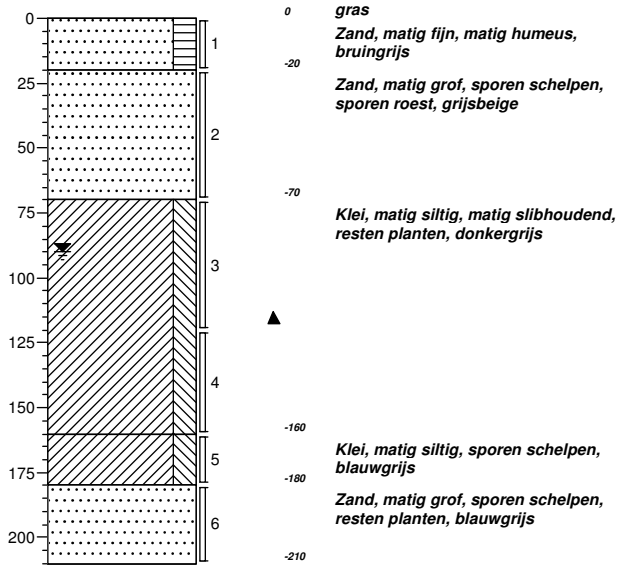 0
25
50
75
100
125
150
175
200
1
2
3
4
5
6
0
gras
Zand, matig fijn, matig humeus,
bruingrijs
-20
Zand, matig grof, sporen schelpen,
sporen roest, grijsbeige
-70
Klei, matig siltig, matig slibhoudend,
resten planten, donkergrijs
-160
Klei, matig siltig, sporen schelpen,
blauwgrijs
-180
Zand, matig grof, sporen schelpen,
resten planten, blauwgrijs
-210